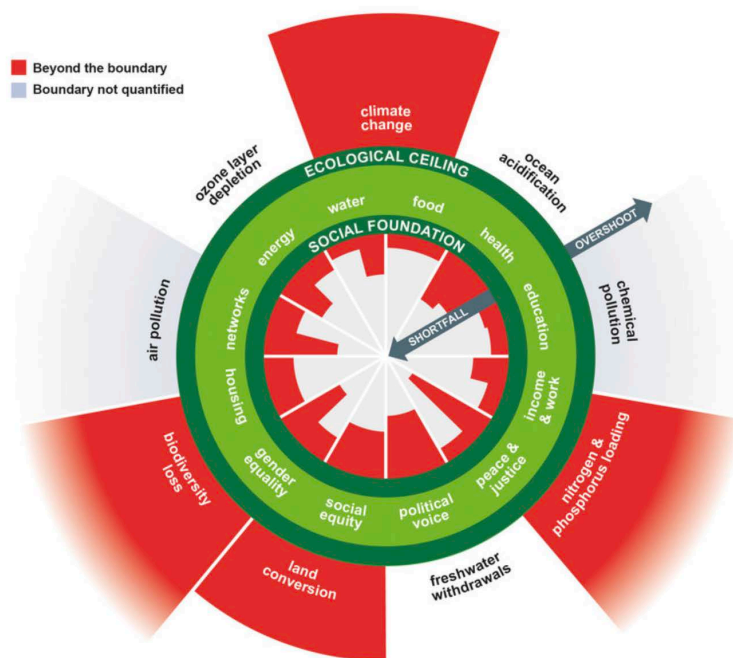 Beyond the boundary
Boundary not quantified
climate
change
ozone layer
depletion
ocean
acidification
ECOLOGICAL CEILING
OVERSHOOT
water
food
energy
health
SOCIAL FOUNDATION
SHORTFALL
air pollution
networks
education
chemical
pollution
housing
income
& work
biodiversity
loss
gender
equality
social
equity
political
voice
peace &
justice
nitrogen &
phosphorus loading
land
conversion
freshwater
withdrawals